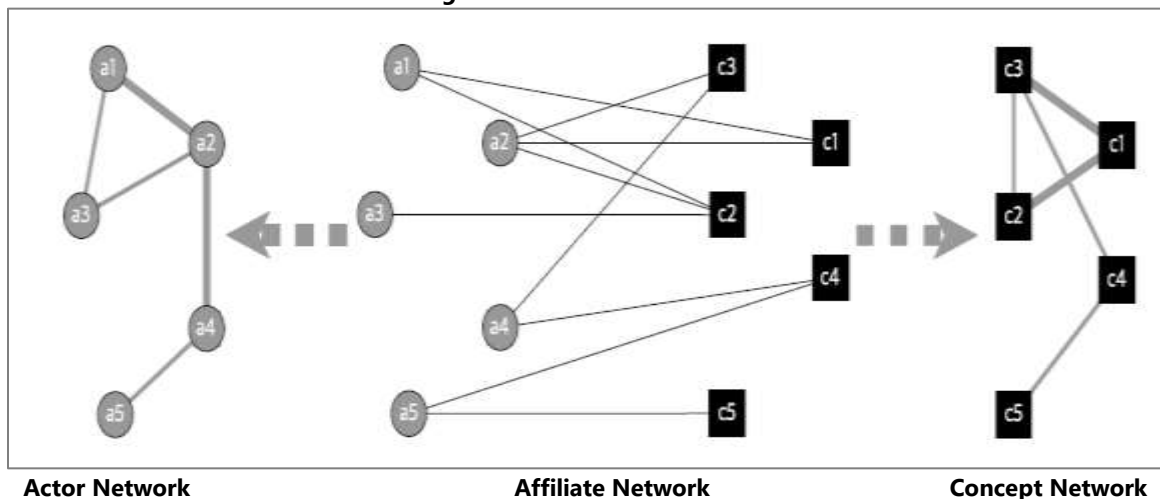 a1
a2
a3
a4
a5
a1
a2
a3
a4
a5
c3
c1
c2
c4
c5
c3
c1
c2
c4
c5
Actor Network
Affiliate Network
Concept Network